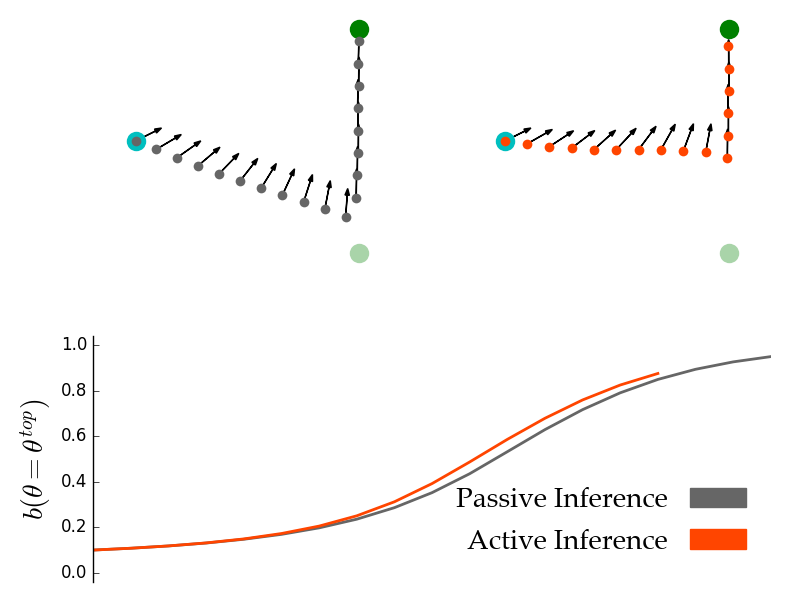 1.0
0.8
0.6
0.4
0.2
0.0
b(θ = θ^{top})
Passive Inference
Active Inference